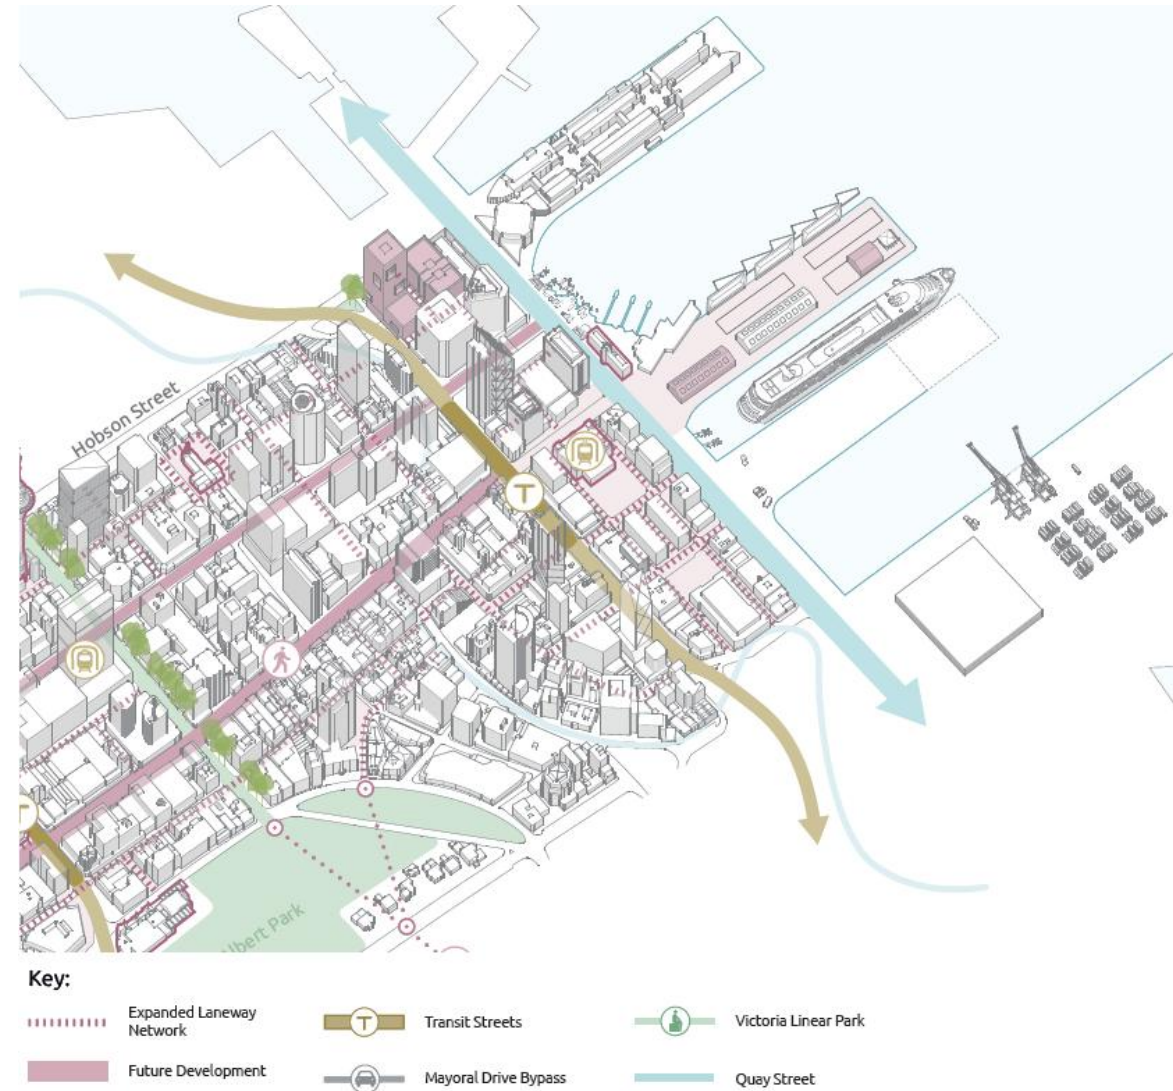 Hobson Street
T
T
lbert Park
Key:
Expanded Laneway
Network
T
Transit Streets
Victoria Linear Park
Future Development
Mayoral Drive Bypass
Quay Street